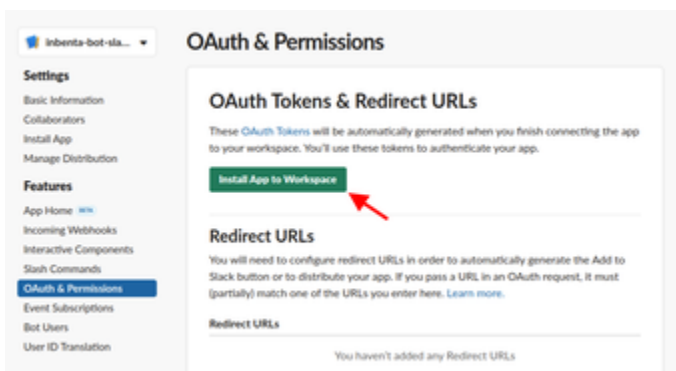 inbenta-bot-sla...
Settings
Basic Information
Collaborators
Install App
Manage Distribution
Features
App Home BETA
Incoming Webhooks
Interactive Components
Slash Commands
OAuth & Permissions
Event Subscriptions
Bot Users
User ID Translation
OAuth & Permissions
OAuth Tokens & Redirect URLs
These OAuth Tokens will be automatically generated when you finish connecting the app
to your workspace. You'll use these tokens to authenticate your app.
Install App to Workspace
Redirect URLs
You will need to configure redirect URLs in order to automatically generate the Add to
Slack button or to distribute your app. If you pass a URL in an OAuth request, it must
(partially) match one of the URLs you enter here. Learn more.
Redirect URLs
You haven't added any Redirect URLs